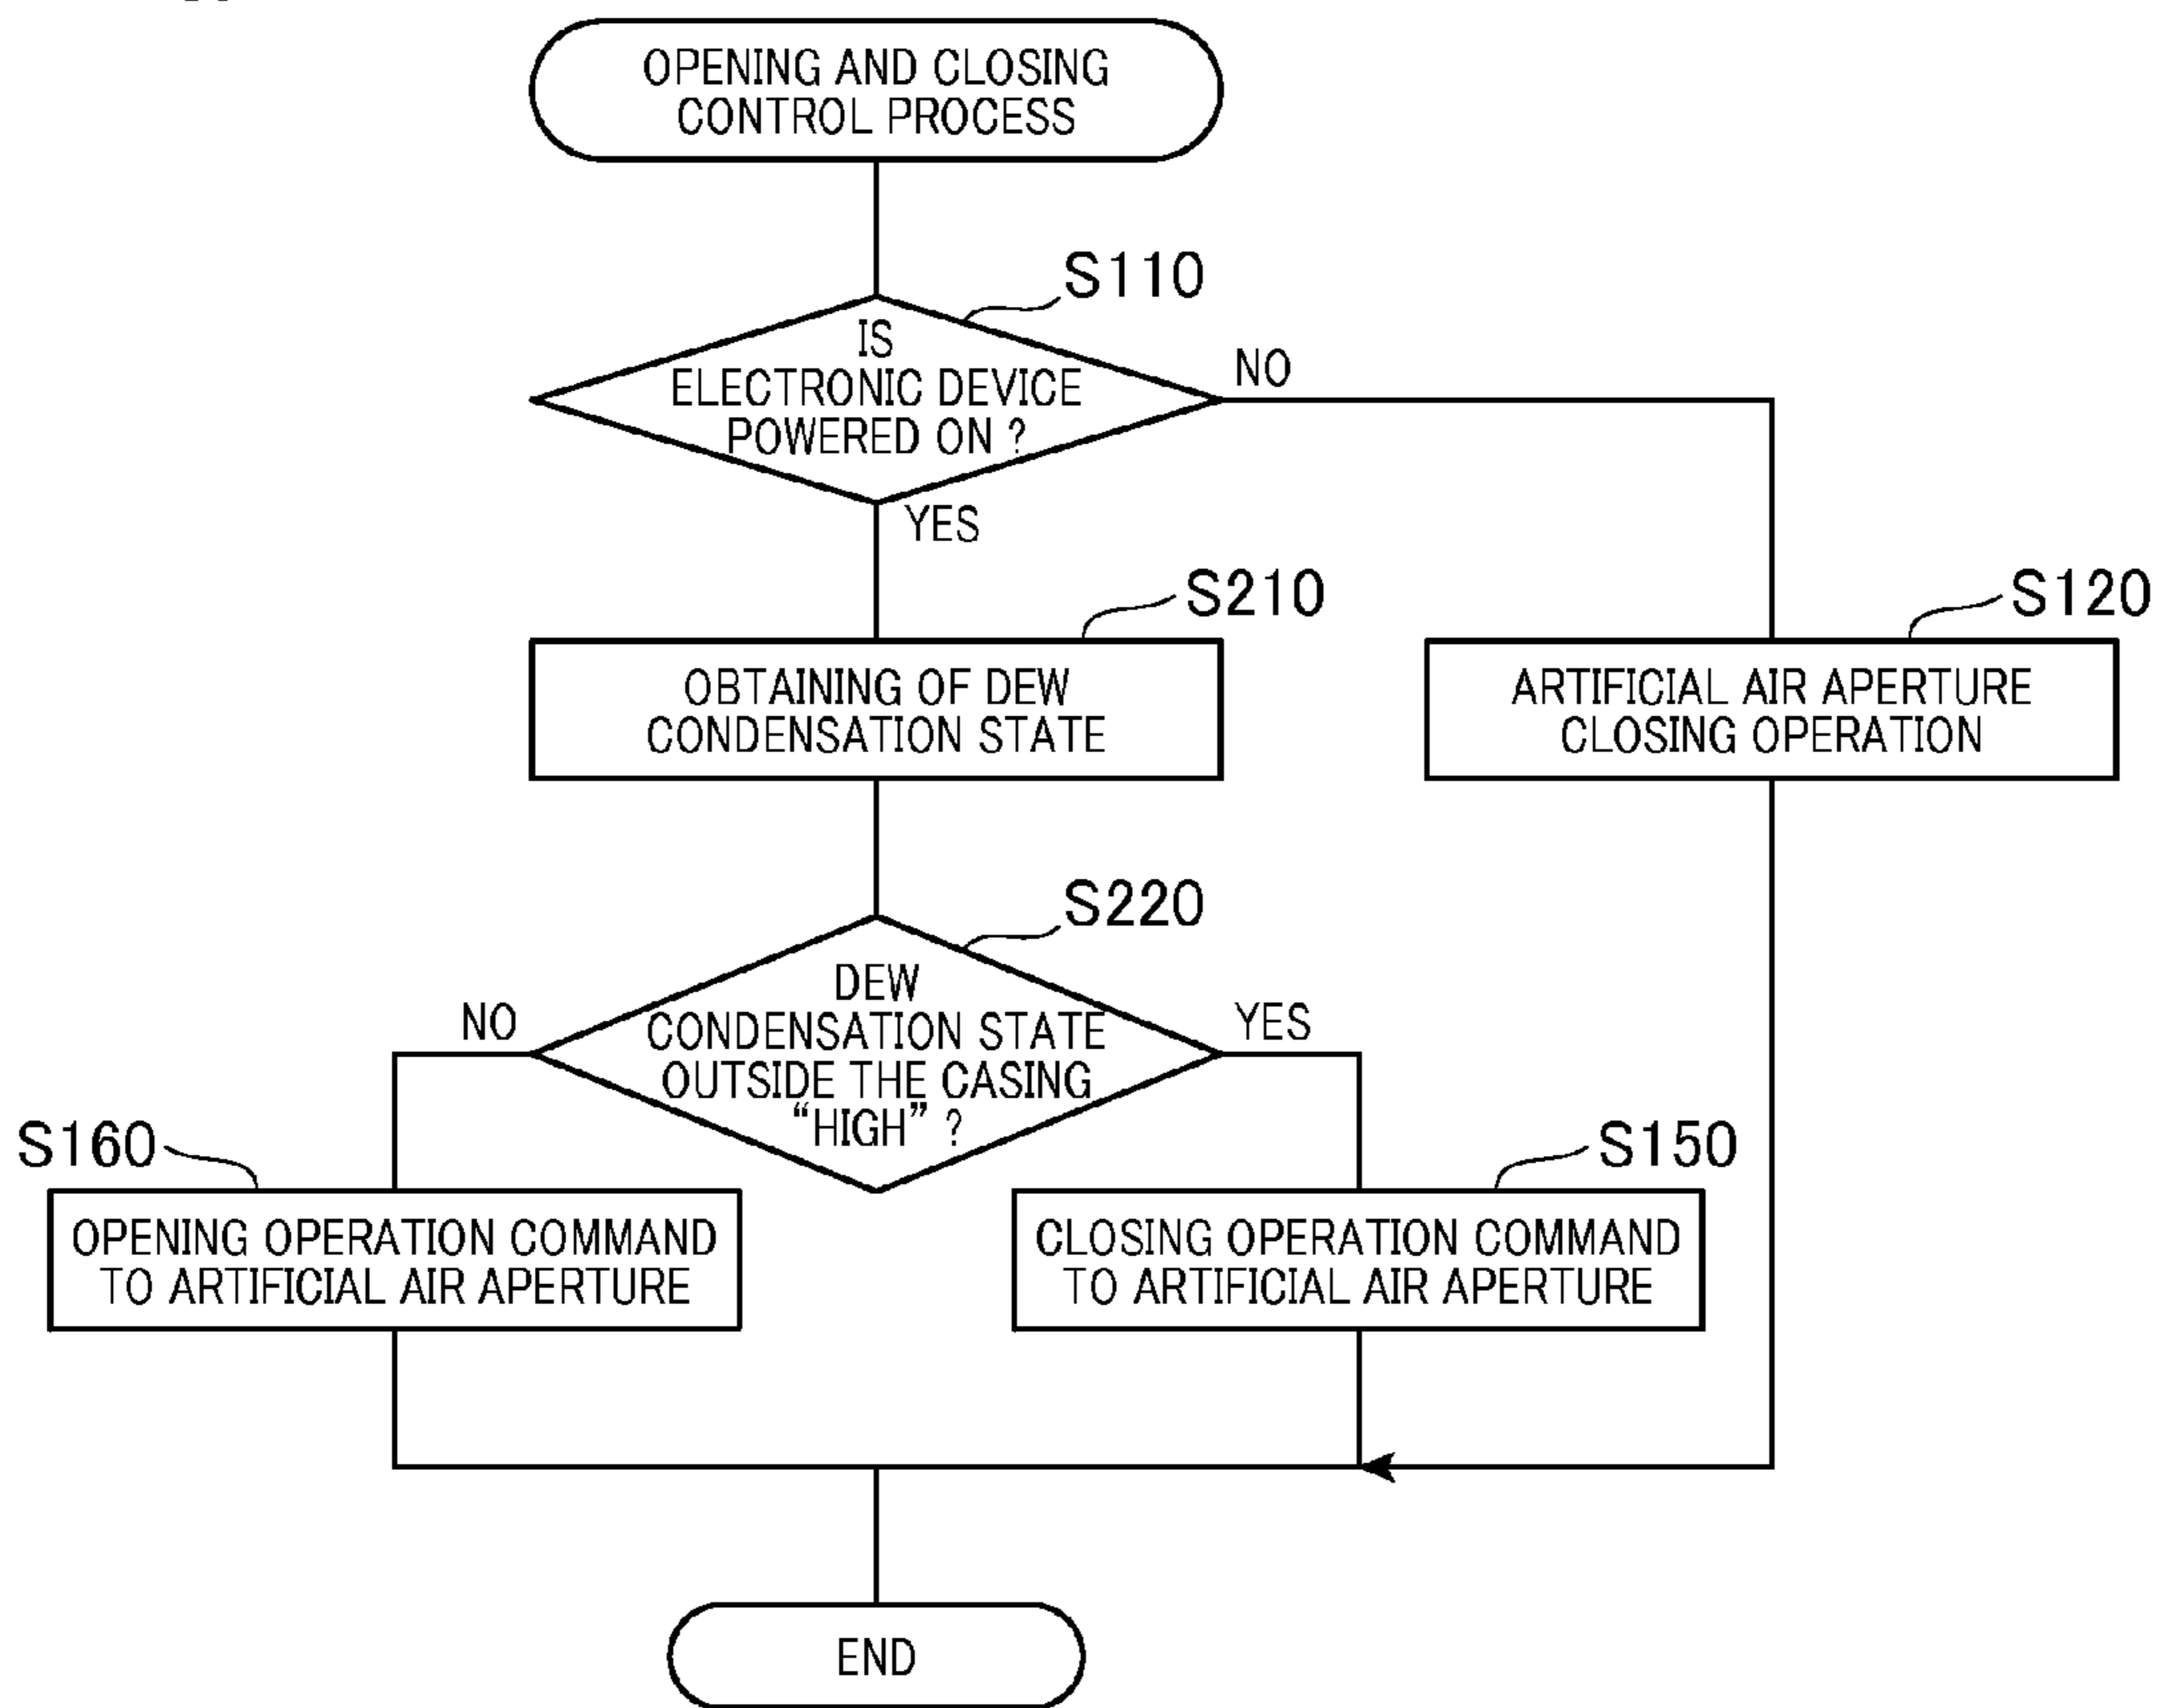 OPENING AND CLOSING
CONTROL PROCESS
S110
IS
ELECTRONIC DEVICE
POWERED ON ?
NO
YES
S210
OBTAINING OF DEW
CONDENSATION STATE
S120
ARTIFICIAL AIR APERTURE
CLOSING OPERATION
S220
DEW
CONDENSATION STATE
OUTSIDE THE CASING
“HIGH” ?
NO
YES
S160
OPENING OPERATION COMMAND
TO ARTIFICIAL AIR APERTURE
S150
CLOSING OPERATION COMMAND
TO ARTIFICIAL AIR APERTURE
END